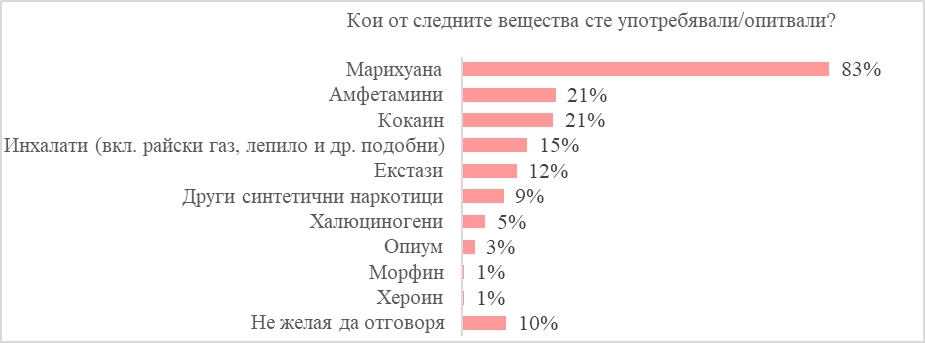 Кои от следните вещества сте употребявали/опитвали?
Марихуана 83%
Амфетамини 21%
Кокаин 21%
Инхалати (вкл. райски газ, лепило и др. подобни) 15%
Екстази 12%
Други синтетични наркотици 9%
Халюциногени 5%
Опиум 3%
Морфин 1%
Хероин 1%
Не желая да отговоря 10%